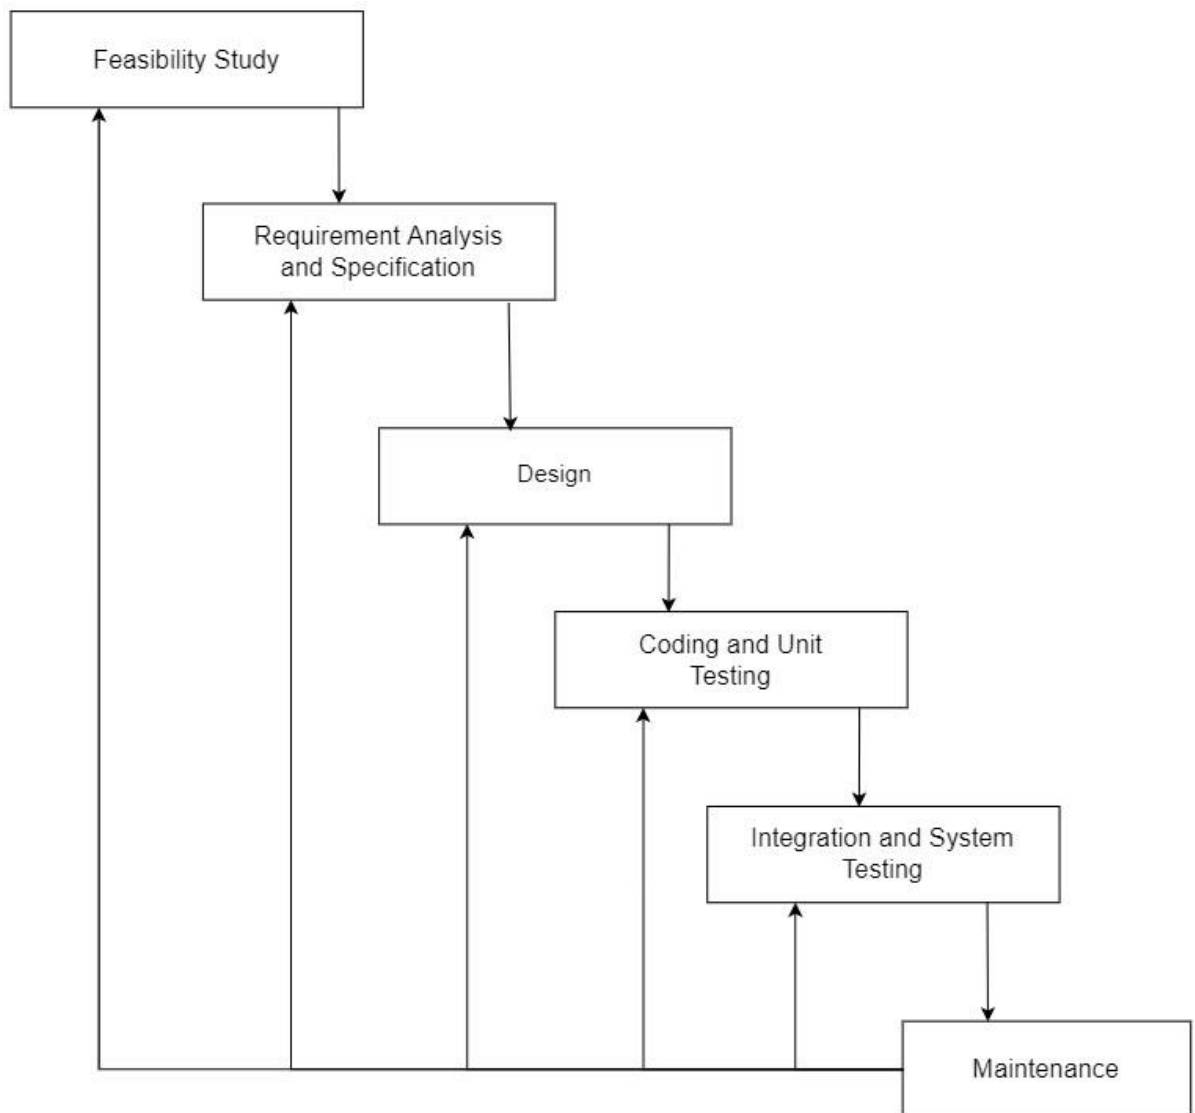 Feasibility Study
Requirement Analysis
and Specification
Design
Coding and Unit
Testing
Integration and System
Testing
Maintenance